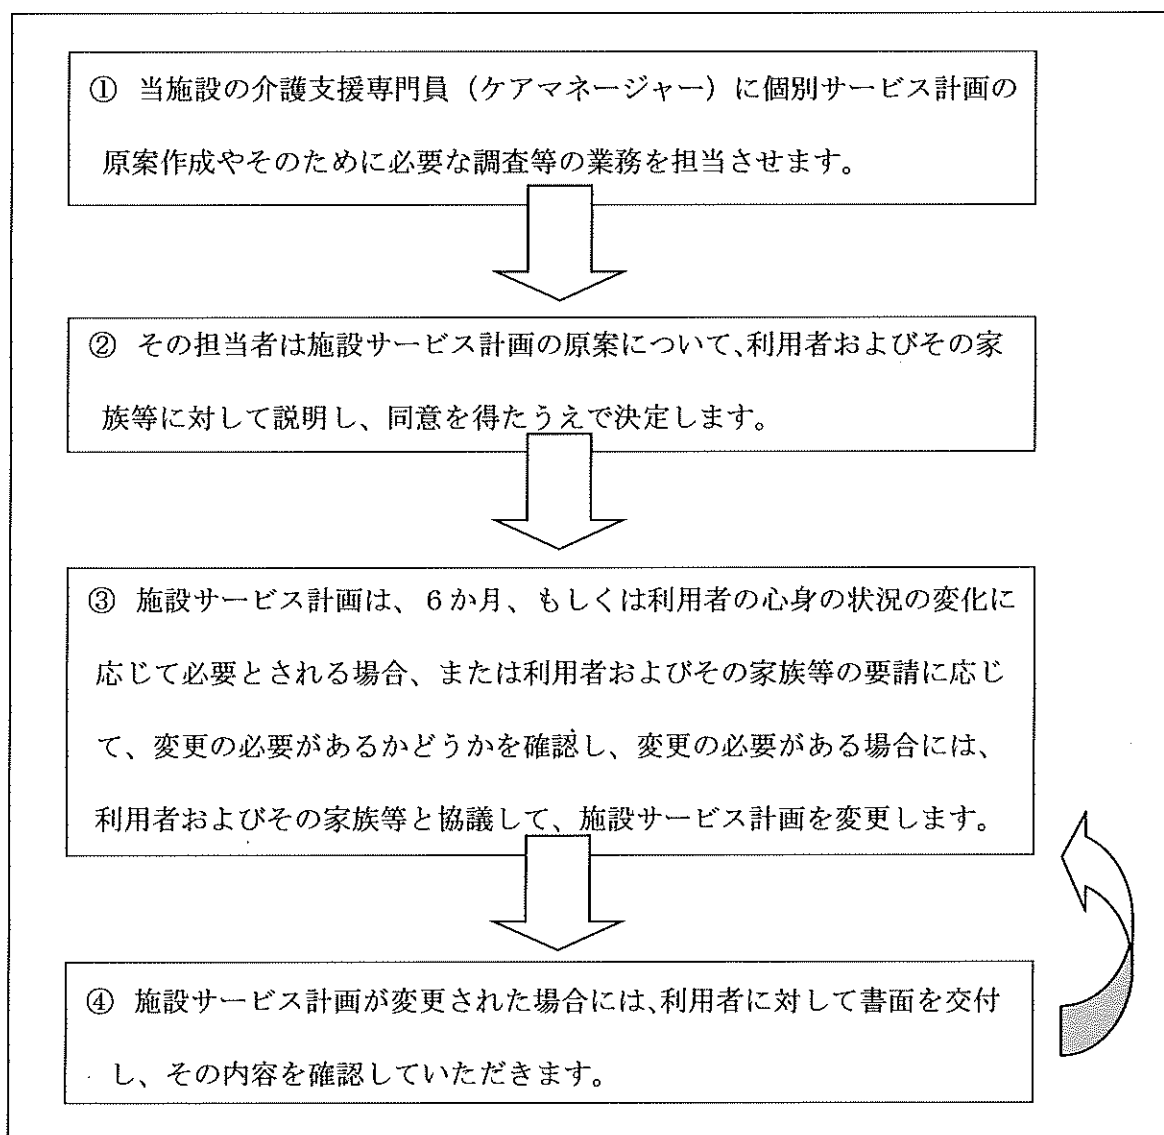 ① 当施設の介護支援専門員（ケアマネージャー）に個別サービス計画の
原案作成やそのために必要な調査等の業務を担当させます。
② その担当者は施設サービス計画の原案について、利用者およびその家
族等に対して説明し、同意を得たうえで決定します。
③ 施設サービス計画は、６か月、もしくは利用者の心身の状況の変化に
応じて必要とされる場合、または利用者およびその家族等の要請に応じ
て、変更の必要があるかどうかを確認し、変更の必要がある場合には、
利用者およびその家族等と協議して、施設サービス計画を変更します。
④ 施設サービス計画が変更された場合には、利用者に対して書面を交付
し、その内容を確認していただきます。